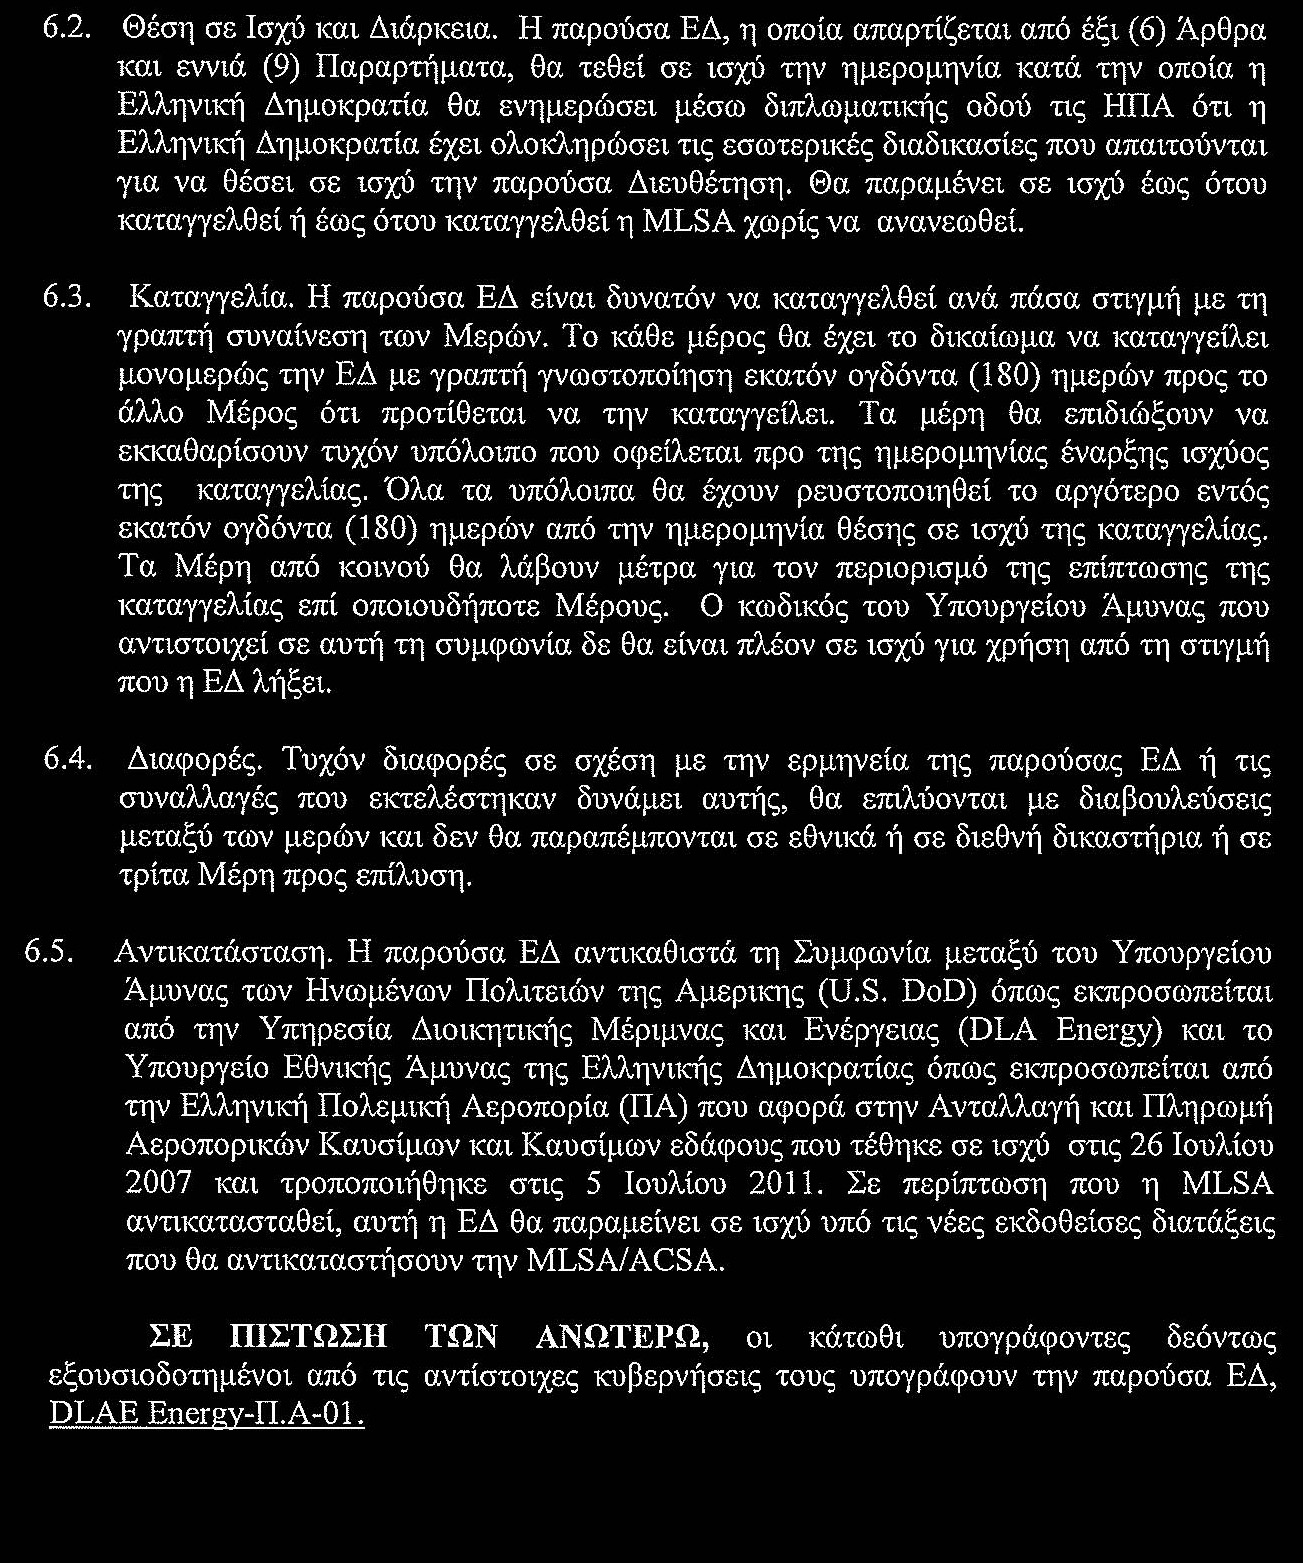 6.2. Θέση σε Ισχύ και Διάρκεια. Η παρούσα ΕΔ, η οποία απαρτίζεται από έξι (6) Άρθρα
και εννιά (9) Παραρτήματα, θα τεθεί σε ισχύ την ημερομηνία κατά την οποία η
Ελληνική Δημοκρατία θα ενημερώσει μέσω διπλωματικής οδού τις ΗΠΑ ότι η
Ελληνική Δημοκρατία έχει ολοκληρώσει τις εσωτερικές διαδικασίες που απαιτούνται
για να θέσει σε ισχύ την παρούσα Διευθέτηση. Θα παραμένει σε ισχύ έως ότου
καταγγελθεί ή έως ότου καταγγελθεί η MLSA χωρίς να ανανεωθεί.
6.3. Καταγγελία. Η παρούσα ΕΔ είναι δυνατόν να καταγγελθεί ανά πάσα στιγμή με τη
γραπτή συναίνεση των Μερών. Το κάθε μέρος θα έχει το δικαίωμα να καταγγείλει
μονομερώς την ΕΔ με γραπτή γνωστοποίηση εκατόν ογδόντα (180) ημερών προς το
άλλο Μέρος ότι προτίθεται να την καταγγείλει. Τα μέρη θα επιδιώξουν να
εκκαθαρίσουν τυχόν υπόλοιπο που οφείλεται προ της ημερομηνίας έναρξης ισχύος
της καταγγελίας. Όλα τα υπόλοιπα θα έχουν ρευστοποιηθεί το αργότερο εντός
εκατόν ογδόντα (180) ημερών από την ημερομηνία θέσης σε ισχύ της καταγγελίας.
Τα Μέρη από κοινού θα λάβουν μέτρα για τον περιορισμό της επίπτωσης της
καταγγελίας επί οποιουδήποτε Μέρους. Ο κωδικός του Υπουργείου Άμυνας που
αντιστοιχεί σε αυτή τη συμφωνία δε θα είναι πλέον σε ισχύ για χρήση από τη στιγμή
που η ΕΔ λήξει.
6.4. Διαφορές. Τυχόν διαφορές σε σχέση με την ερμηνεία της παρούσας ΕΔ ή τις
συναλλαγές που εκτελέστηκαν δυνάμει αυτής, θα επιλύονται με διαβουλεύσεις
μεταξύ των μερών και δεν θα παραπέμπονται σε εθνικά ή σε διεθνή δικαστήρια ή σε
τρίτα Μέρη προς επίλυση.
6.5. Αντικατάσταση. Η παρούσα ΕΔ αντικαθιστά τη Συμφωνία μεταξύ του Υπουργείου
Άμυνας των Ηνωμένων Πολιτειών της Αμερικης (U.S. DoD) όπως εκπροσωπείται
από την Υπηρεσία Διοικητικής Μέριμνας και Ενέργειας (DLA Energy) και το
Υπουργείο Εθνικής Άμυνας της Ελληνικής Δημοκρατίας όπως εκπροσωπείται από
την Ελληνική Πολεμική Αεροπορία (ΠΑ) που αφορά στην Ανταλλαγή και Πληρωμή
Αεροπορικών Καυσίμων και Καυσίμων εδάφους που τέθηκε σε ισχύ στις 26 Ιουλίου
2007 και τροποποιήθηκε στις 5 Ιουλίου 2011. Σε περίπτωση που η MLSA
αντικατασταθεί, αυτή η ΕΔ θα παραμείνει σε ισχύ υπό τις νέες εκδοθείσες διατάξεις
που θα αντικαταστήσουν την MLSA/ACSA.
ΣΕ ΠΙΣΤΩΣΗ ΤΩΝ ΑΝΩΤΕΡΩ, οι κάτωθι υπογράφοντες δεόντως
εξουσιοδοτημένοι από τις αντίστοιχες κυβερνήσεις τους υπογράφουν την παρούσα ΕΔ,
DLAE Energy-Π.Α-01.